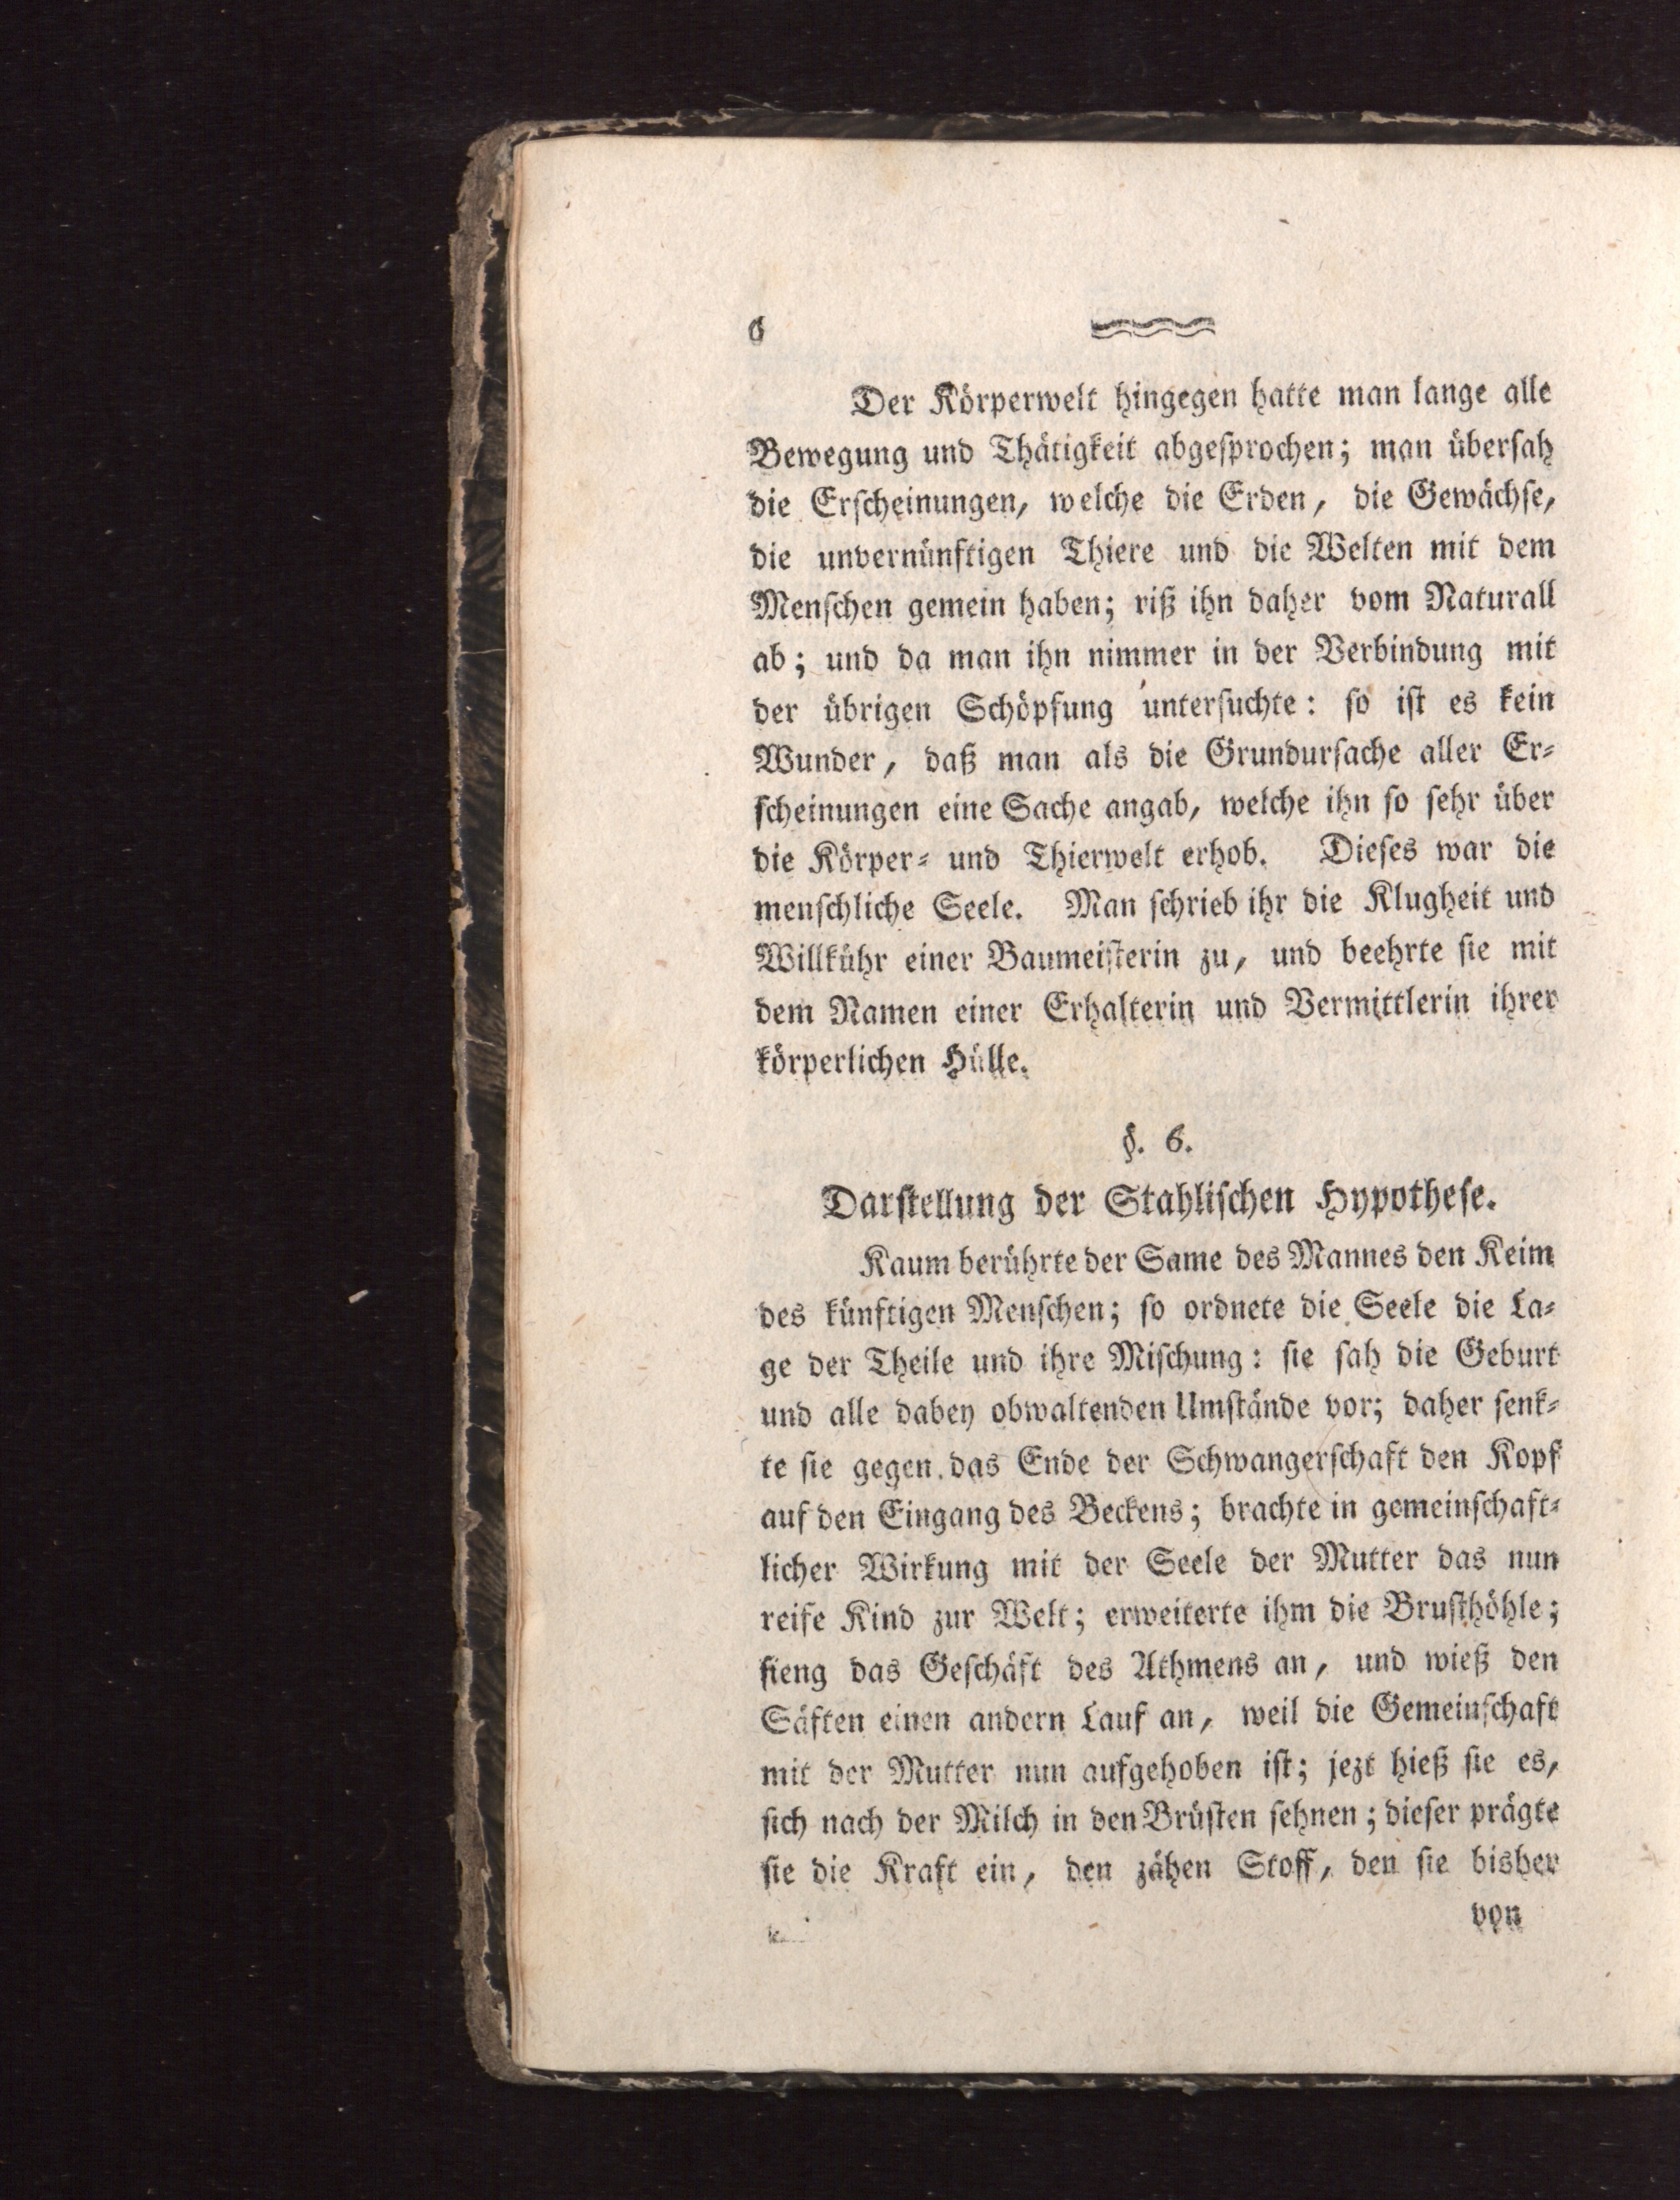 6
Der Körperwelt hingegen hatte man lange alle
Bewegung und Thätigkeit abgesprochen; man übersah
die Erscheinungen, welche die Erden, die Gewächse,
die unvernünftigen Thiere und die Welten mit dem
Menschen gemein haben; riß ihn daher vom Naturall
ab; und da man ihn nimmer in der Verbindung mit
der übrigen Schöpfung untersuchte: so ist es kein
Wunder, daß man als die Grundursache aller Er-
scheinungen eine Sache angab, welche ihn so sehr über
die Körper- und Thierwelt erhob. Dieses war die
menschliche Seele. Man schrieb ihr die Klugheit und
Willkühr einer Baumeisterin zu, und beehrte sie mit
dem Namen einer Erhalterin und Vermittlerin ihrer
körperlichen Hülle.
§. 6.
Darstellung der Stahlischen Hypothese.
Kaum berührte der Same des Mannes den Keim
des künftigen Menschen; so ordnete die Seele die La-
ge der Theile und ihre Mischung: sie sah die Geburt
und alle dabey obwaltenden Umstände vor; daher senk-
te sie gegen das Ende der Schwangerschaft den Kopf
auf den Eingang des Beckens; brachte in gemeinschaft-
licher Wirkung mit der Seele der Mutter das nun
reife Kind zur Welt; erweiterte ihm die Brusthöhle;
fieng das Geschäft des Athmens an, und wieß den
Säften einen andern Lauf an, weil die Gemeinschaft
mit der Mutter nun aufgehoben ist; jezt hieß sie es,
sich nach der Milch in den Brüsten sehnen; dieser prägte
sie die Kraft ein, den zähen Stoff, den sie bisher
von